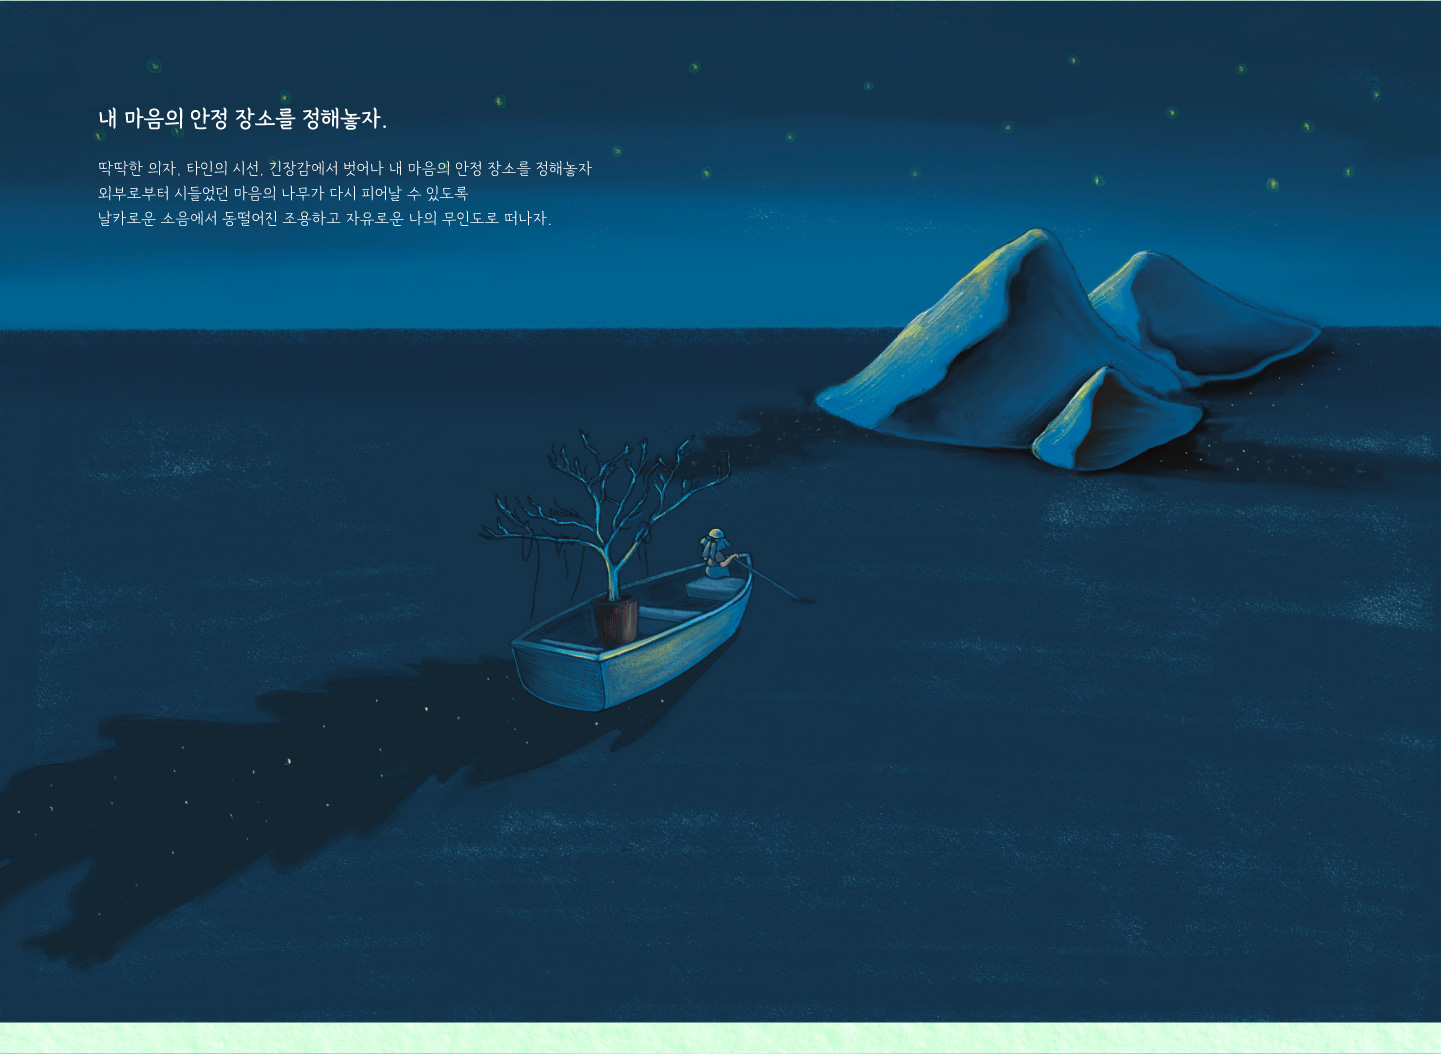 내 마음의 안정 장소를 정해놓자.
딱딱한 의자, 타인의 시선, 긴장감에서 벗어나 내 마음의 안정 장소를 정해놓자
외부로부터 시들었던 마음의 나무가 다시 피어날 수 있도록
날카로운 소음에서 동떨어진 조용하고 자유로운 나의 무인도로 떠나자.